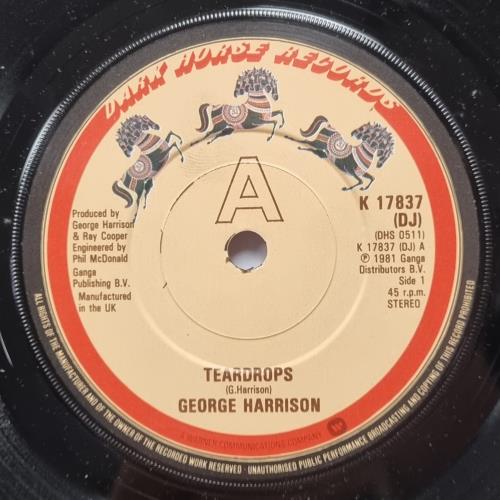 DARK HORSE RECORDS
A
Produced by
George Harrison
& Ray Cooper
Engineered by
Phil McDonald
Ganga
Publishing B.V.
Manufactured
in the UK
K 17837
(DJ)
(DHS 0511)
K 17837 (DJ) A
℗ 1981 Ganga
Distributors B.V.
Side 1
45 r.p.m.
STEREO
TEARDROPS
(G.Harrison)
GEORGE HARRISON
A WARNER COMMUNICATIONS COMPANY
ALL RIGHTS OF THE MANUFACTURER AND OF THE OWNER OF THE RECORDED WORK RESERVED · UNAUTHORISED PUBLIC PERFORMANCE BROADCASTING AND COPYING OF THIS RECORD PROHIBITED